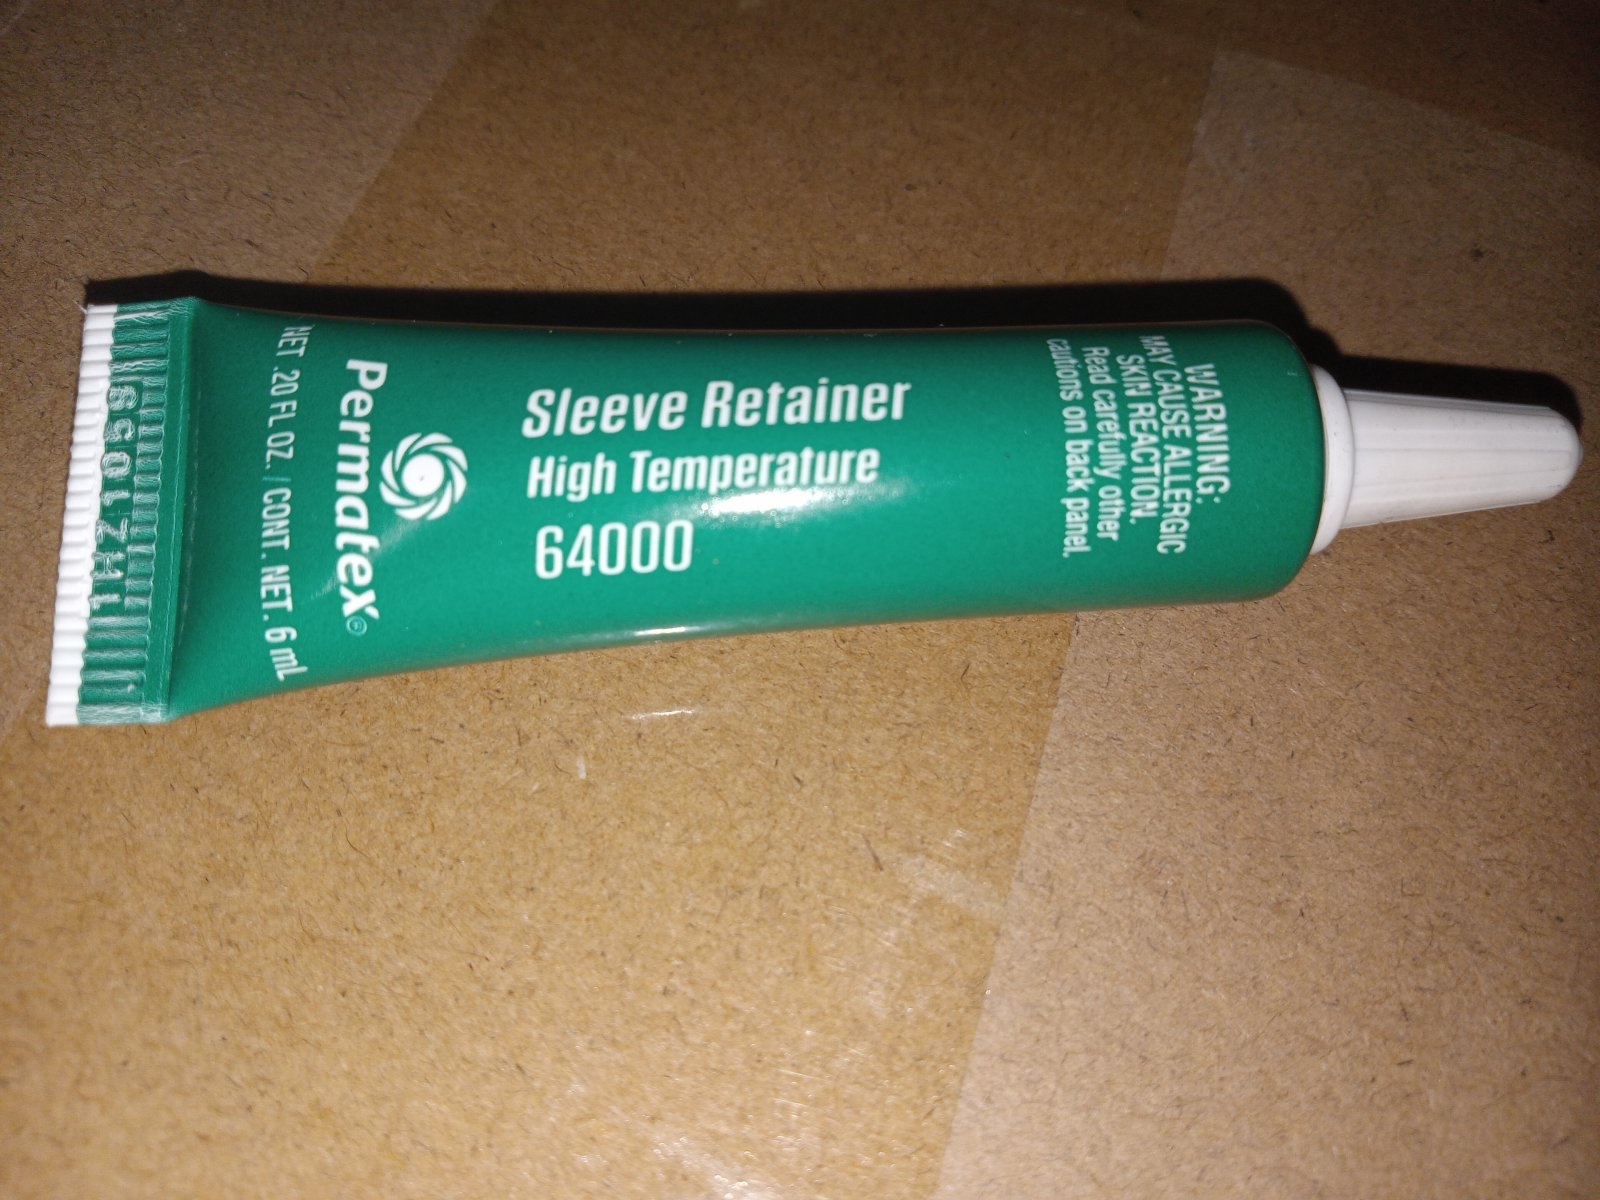 Sleeve Retainer
High Temperature
64000
Permatex®
NET .20 FL OZ. / CONT. NET. 6 mL
WARNING:
MAY CAUSE ALLERGIC
SKIN REACTION.
Read carefully other
cautions on back panel.